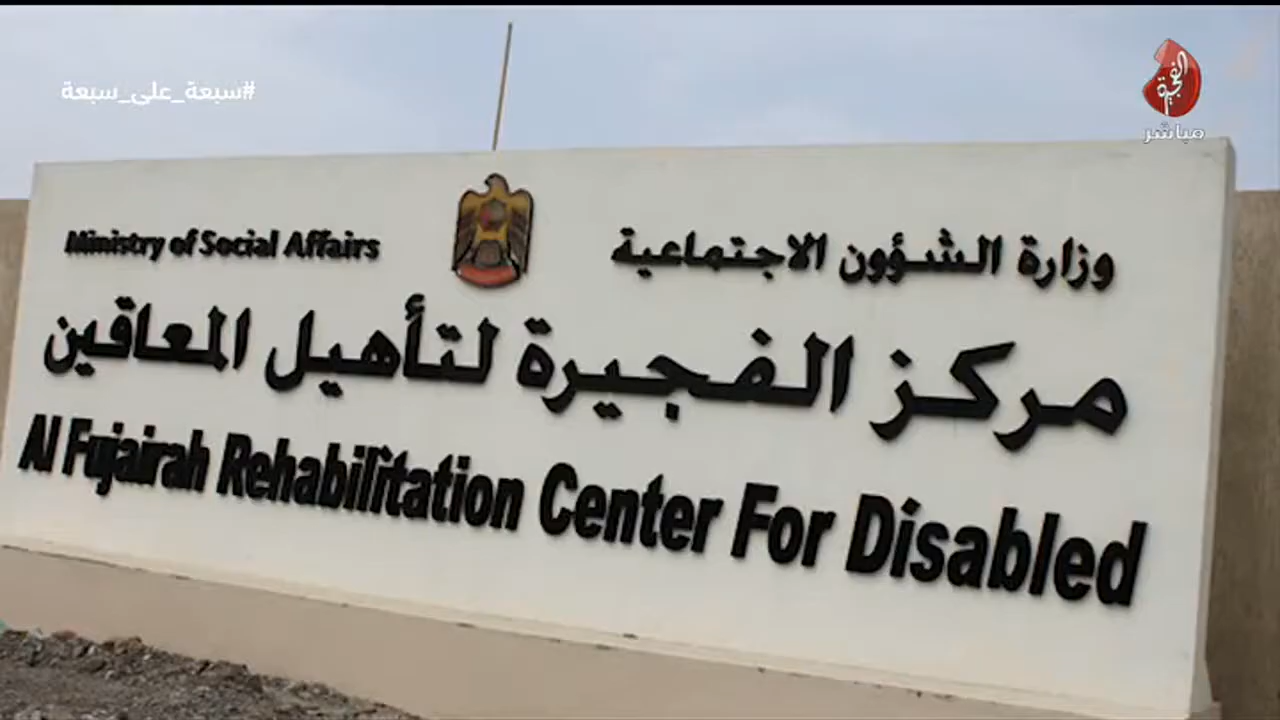 #سبعة_على_سبعة
الفجيرة
مباشر
Ministry of Social Affairs
وزارة الشؤون الاجتماعية
مركز الفجيرة لتأهيل المعاقين
Al Fujairah Rehabilitation Center For Disabled